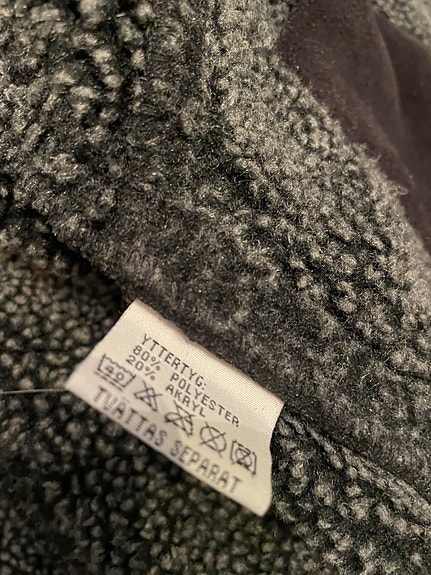 YTTERTYG:
80% POLYESTER
20% AKRYL
40
TVÄTTAS SEPARAT